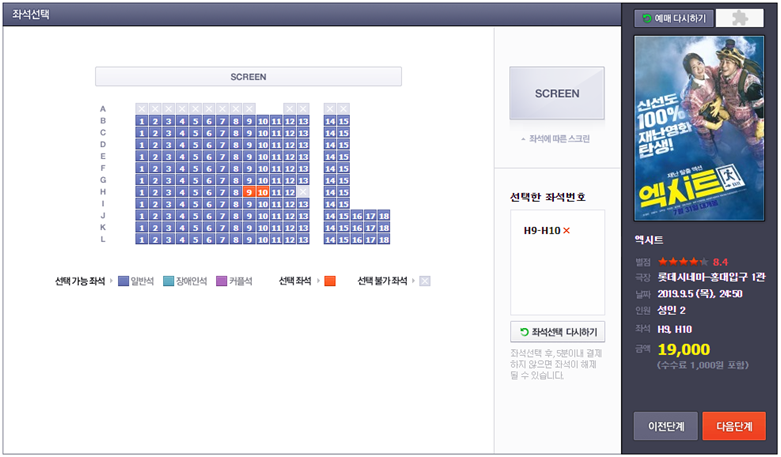 좌석선택
SCREEN
A
B 1 2 3 4 5 6 7 8 9 10 11 12 13 14 15
C 1 2 3 4 5 6 7 8 9 10 11 12 13 14 15
D 1 2 3 4 5 6 7 8 9 10 11 12 13 14 15
E 1 2 3 4 5 6 7 8 9 10 11 12 13 14 15
F 1 2 3 4 5 6 7 8 9 10 11 12 13 14 15
G 1 2 3 4 5 6 7 8 9 10 11 12 13 14 15
H 1 2 3 4 5 6 7 8 9 10 11 12 14 15
I 1 2 3 4 5 6 7 8 9 10 11 12 13 14 15
J 1 2 3 4 5 6 7 8 9 10 11 12 13 14 15 16 17 18
K 1 2 3 4 5 6 7 8 9 10 11 12 13 14 15 16 17 18
L 1 2 3 4 5 6 7 8 9 10 11 12 13 14 15 16 17 18
선택 가능 좌석 일반석 장애인석 커플석 선택 좌석 선택 불가 좌석
SCREEN
좌석에 따른 스크린
선택한 좌석번호
H9-H10
좌석선택 다시하기
좌석선택 후, 5분이내 결제
하지 않으면 좌석이 해제
될 수 있습니다.
예매 다시하기
신선도
100%
재난영화
탄생!
재난 탈출 액션
엑시트
7월 31일 대개봉
엑시트
별점 8.4
극장 롯데시네마-홍대입구 1관
날짜 2019.9.5 (목), 24:50
인원 성인 2
좌석 H9, H10
금액 19,000
(수수료 1,000원 포함)
이전단계
다음단계